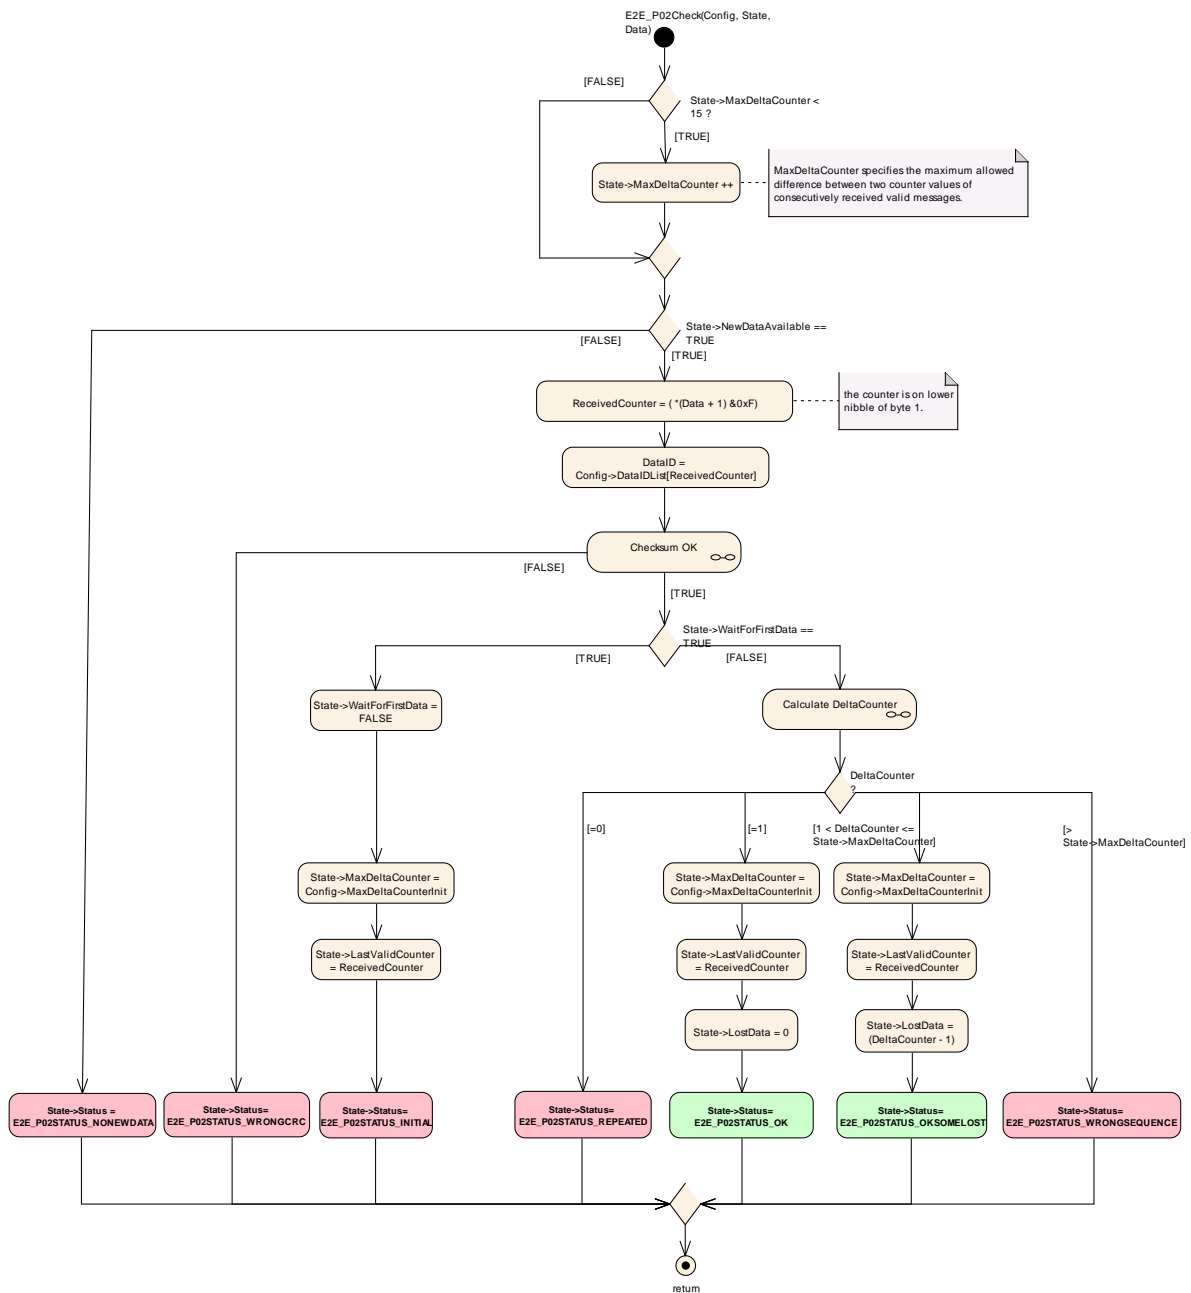 E2E_P02Check(Config, State,
Data)
[FALSE]
State->MaxDeltaCounter <
15 ?
[TRUE]
State->MaxDeltaCounter ++
MaxDeltaCounter specifies the maximum allowed
difference between two counter values of
consecutively received valid messages.
State->NewDataAvailable ==
TRUE
[FALSE]
[TRUE]
ReceivedCounter = ( *(Data + 1) &0xF)
the counter is on lower
nibble of byte 1.
DataID =
Config->DataIDList[ReceivedCounter]
Checksum OK
[FALSE]
[TRUE]
State->WaitForFirstData ==
TRUE
[TRUE]
[FALSE]
State->WaitForFirstData =
FALSE
Calculate DeltaCounter
DeltaCounter
?
[=0]
[=1]
[1 < DeltaCounter <=
State->MaxDeltaCounter]
[>
State->MaxDeltaCounter]
State->MaxDeltaCounter =
Config->MaxDeltaCounterInit
State->MaxDeltaCounter =
Config->MaxDeltaCounterInit
State->MaxDeltaCounter =
Config->MaxDeltaCounterInit
State->LastValidCounter
= ReceivedCounter
State->LastValidCounter
= ReceivedCounter
State->LastValidCounter
= ReceivedCounter
State->LostData = 0
State->LostData =
(DeltaCounter - 1)
State->Status =
E2E_P02STATUS_NONEWDATA
State->Status=
E2E_P02STATUS_WRONGCRC
State->Status=
E2E_P02STATUS_INITIAL
State->Status=
E2E_P02STATUS_REPEATED
State->Status=
E2E_P02STATUS_OK
State->Status=
E2E_P02STATUS_OKSOMELOST
State->Status=
E2E_P02STATUS_WRONGSEQUENCE
return